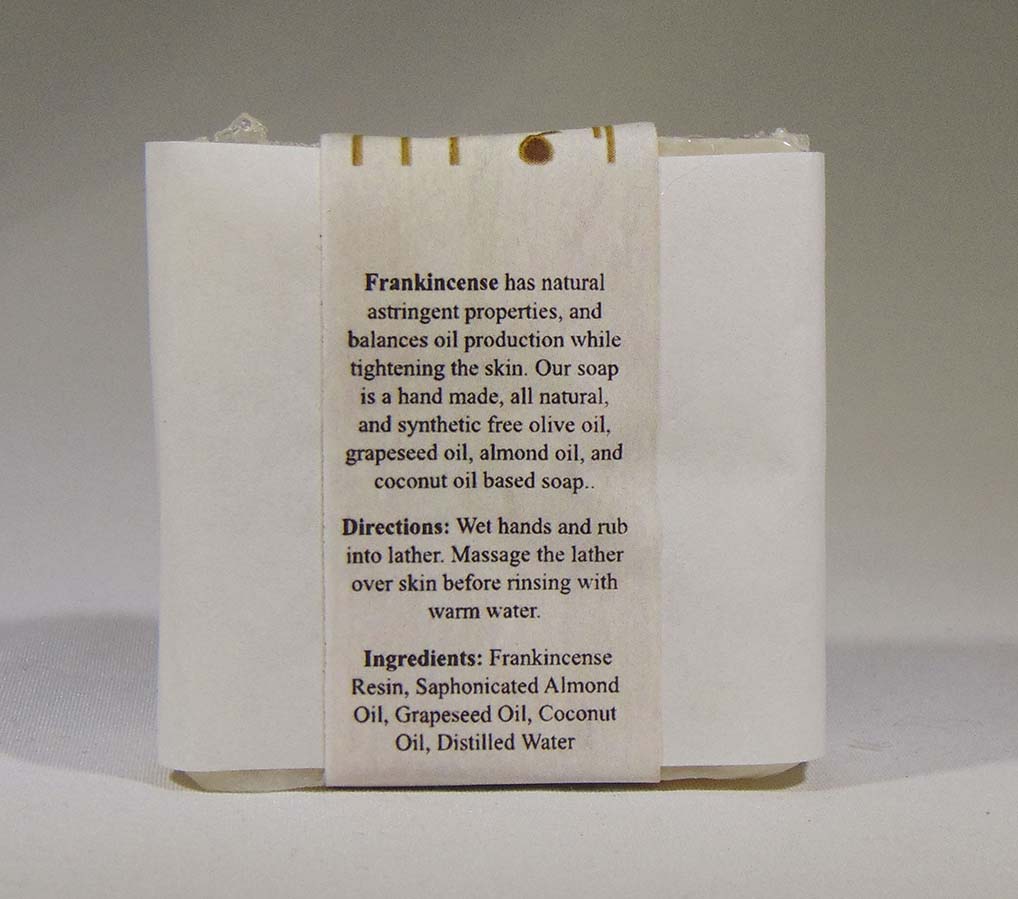 Frankincense has natural
astringent properties, and
balances oil production while
tightening the skin. Our soap
is a hand made, all natural,
and synthetic free olive oil,
grapeseed oil, almond oil, and
coconut oil based soap..
Directions: Wet hands and rub
into lather. Massage the lather
over skin before rinsing with
warm water.
Ingredients: Frankincense
Resin, Saphonicated Almond
Oil, Grapeseed Oil, Coconut
Oil, Distilled Water